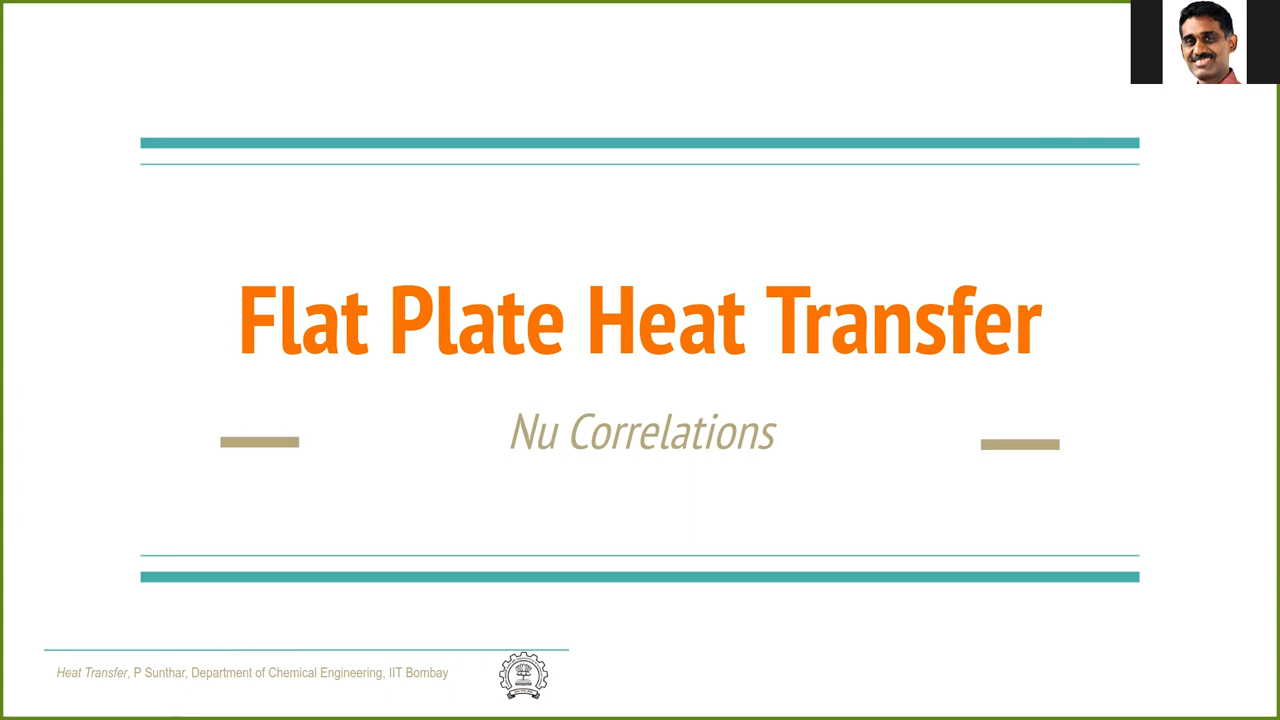 Flat Plate Heat Transfer
Nu Correlations
Heat Transfer, P Sunthar, Department of Chemical Engineering, IIT Bombay